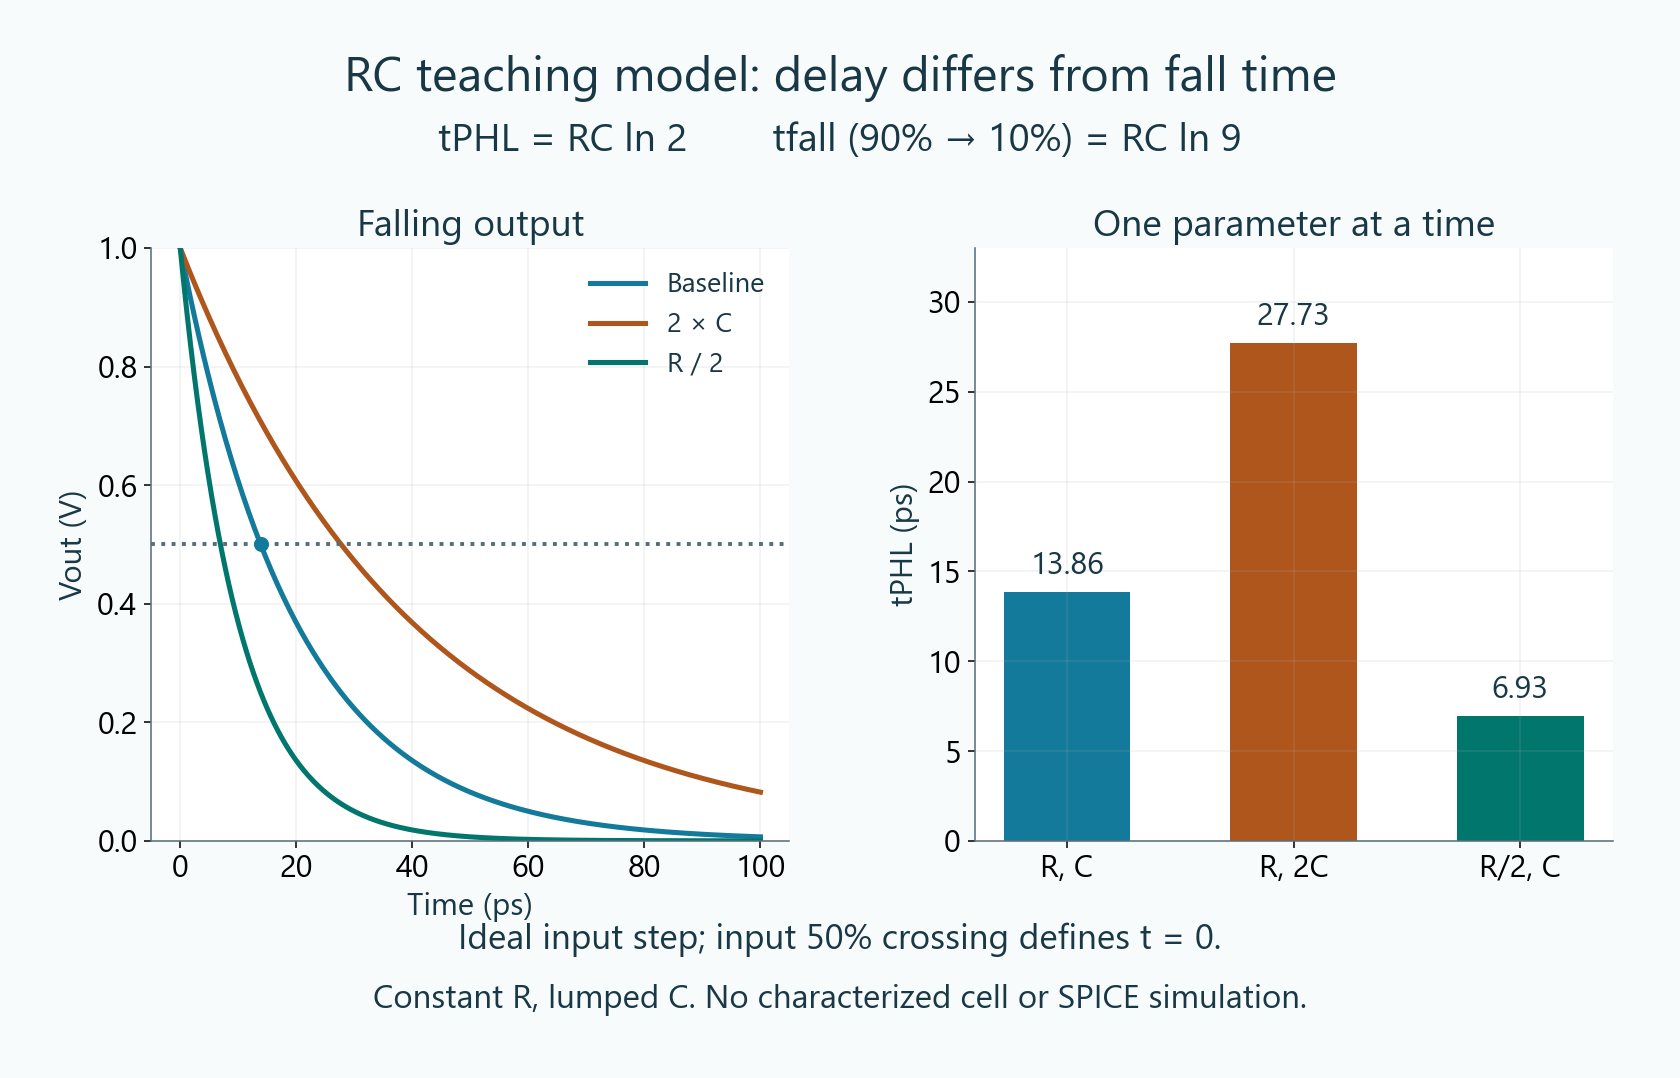 RC teaching model: delay differs from fall time
tPHL = RC ln 2 tfall (90% → 10%) = RC ln 9
Falling output
Vout (V)
1.0
0.8
0.6
0.4
0.2
0.0
Baseline
2 × C
R / 2
0 20 40 60 80 100
Time (ps)
One parameter at a time
tPHL (ps)
30
25
20
15
10
5
0
13.86
27.73
6.93
R, C R, 2C R/2, C
Ideal input step; input 50% crossing defines t = 0.
Constant R, lumped C. No characterized cell or SPICE simulation.